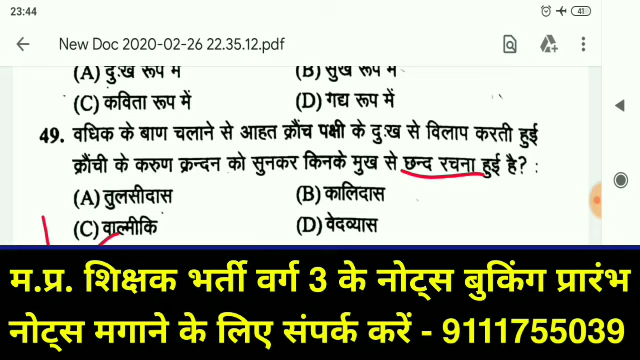 23:44
41
New Doc 2020-02-26 22.35.12.pdf
(A) दुःख रूप में (B) सुख रूप में
(C) कविता रूप में (D) गद्य रूप में
49. वधिक के बाण चलाने से आहत क्रौंच पक्षी के दुःख से विलाप करती हुई
क्रौंची के करुण क्रन्दन को सुनकर किनके मुख से छन्द रचना हुई है? :
(A) तुलसीदास (B) कालिदास
(C) वाल्मीकि (D) वेदव्यास
म.प्र. शिक्षक भर्ती वर्ग 3 के नोट्स बुकिंग प्रारंभ
नोट्स मगाने के लिए संपर्क करें - 9111755039